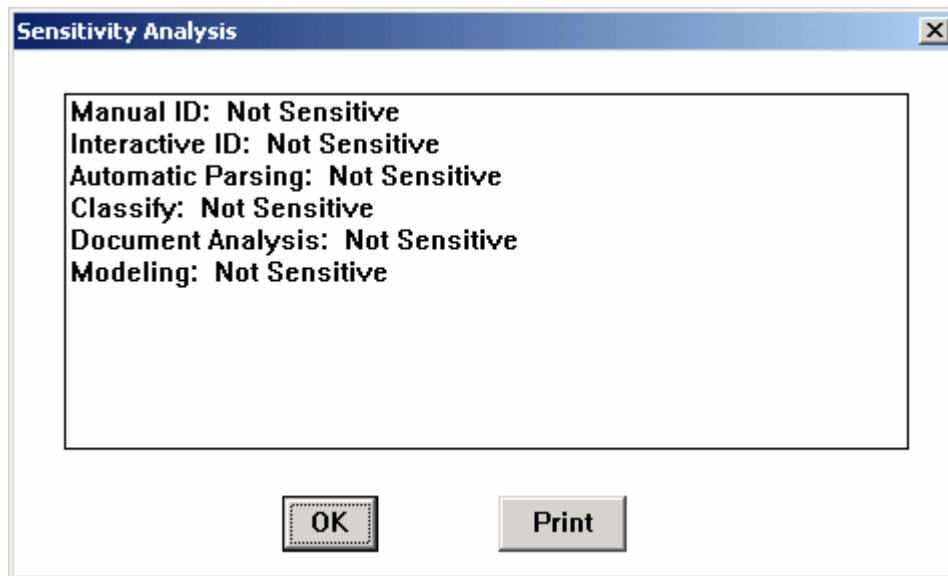 Sensitivity Analysis
Manual ID: Not Sensitive
Interactive ID: Not Sensitive
Automatic Parsing: Not Sensitive
Classify: Not Sensitive
Document Analysis: Not Sensitive
Modeling: Not Sensitive
OK Print